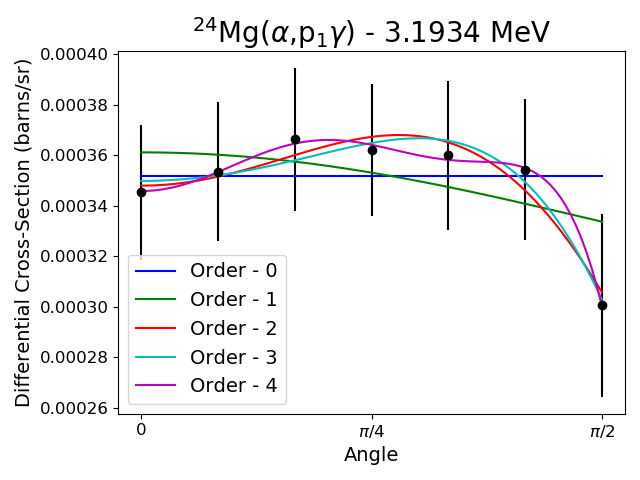 ²⁴Mg(α,p₁γ) - 3.1934 MeV
Differential Cross-Section (barns/sr)
0.00040
0.00038
0.00036
0.00034
0.00032
0.00030
0.00028
0.00026
Order - 0
Order - 1
Order - 2
Order - 3
Order - 4
0
π/4
π/2
Angle